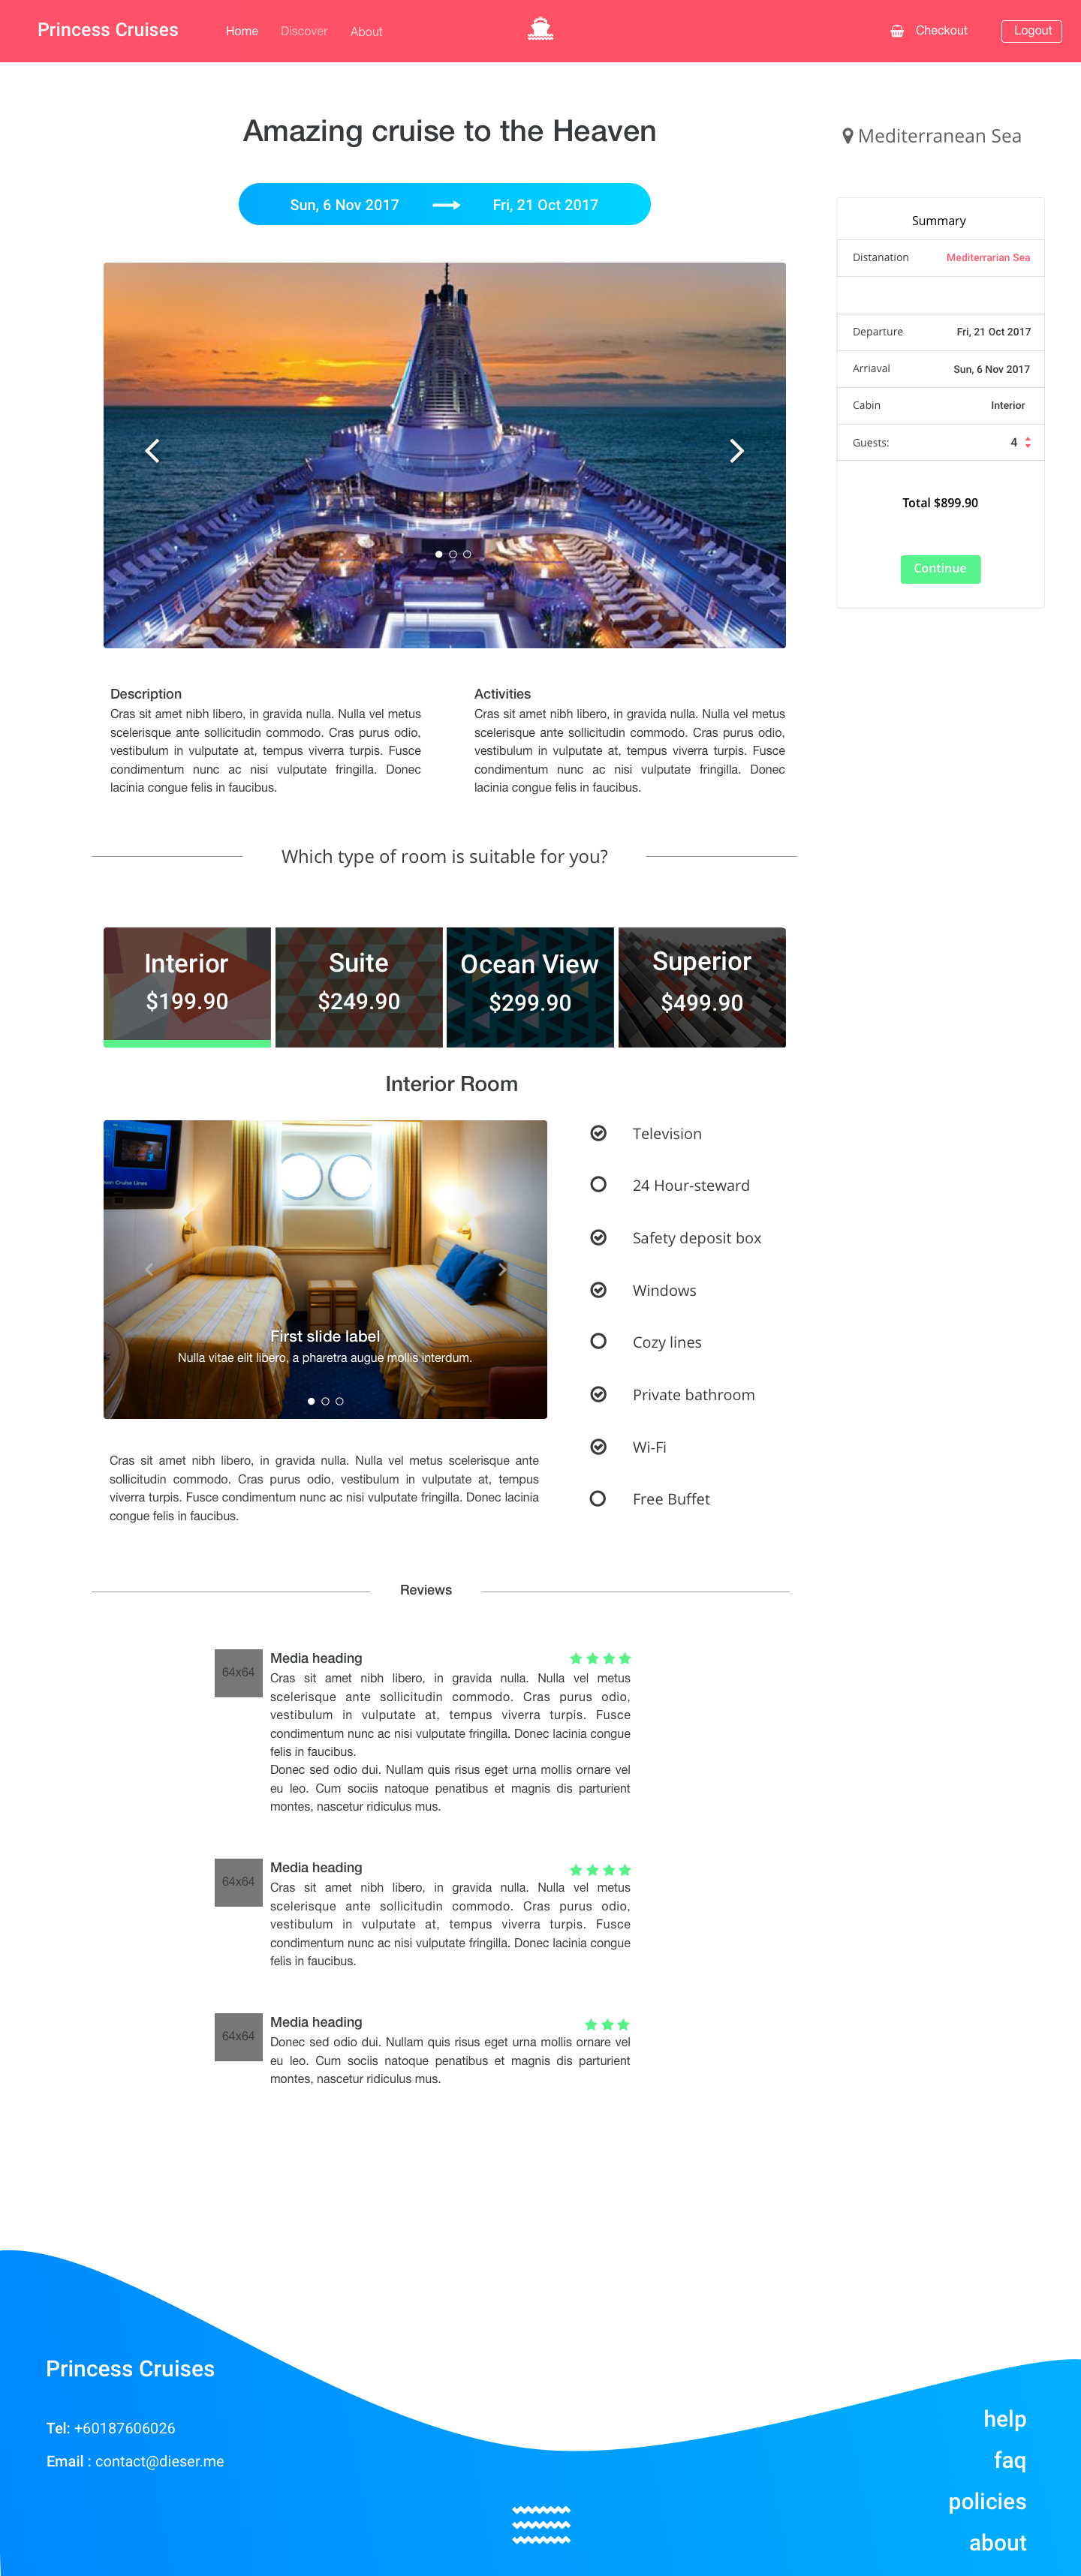 Princess Cruises
Home
Discover
About
Checkout
Logout
Amazing cruise to the Heaven
Mediterranean Sea
Sun, 6 Nov 2017
Fri, 21 Oct 2017
Summary
Distanation
Mediterrarian Sea
Departure
Fri, 21 Oct 2017
Arriaval
Sun, 6 Nov 2017
Cabin
Interior
Guests:
4
Total $899.90
Continue
Description
Cras sit amet nibh libero, in gravida nulla. Nulla vel metus
scelerisque ante sollicitudin commodo. Cras purus odio,
vestibulum in vulputate at, tempus viverra turpis. Fusce
condimentum nunc ac nisi vulputate fringilla. Donec
lacinia congue felis in faucibus.
Activities
Cras sit amet nibh libero, in gravida nulla. Nulla vel metus
scelerisque ante sollicitudin commodo. Cras purus odio,
vestibulum in vulputate at, tempus viverra turpis. Fusce
condimentum nunc ac nisi vulputate fringilla. Donec
lacinia congue felis in faucibus.
Which type of room is suitable for you?
Interior
$199.90
Suite
$249.90
Ocean View
$299.90
Superior
$499.90
Interior Room
Cruise Lines
First slide label
Nulla vitae elit libero, a pharetra augue mollis interdum.
Television
24 Hour-steward
Safety deposit box
Windows
Cozy lines
Private bathroom
Wi-Fi
Free Buffet
Cras sit amet nibh libero, in gravida nulla. Nulla vel metus scelerisque ante
sollicitudin commodo. Cras purus odio, vestibulum in vulputate at, tempus
viverra turpis. Fusce condimentum nunc ac nisi vulputate fringilla. Donec lacinia
congue felis in faucibus.
Reviews
64x64
Media heading
Cras sit amet nibh libero, in gravida nulla. Nulla vel metus
scelerisque ante sollicitudin commodo. Cras purus odio,
vestibulum in vulputate at, tempus viverra turpis. Fusce
condimentum nunc ac nisi vulputate fringilla. Donec lacinia congue
felis in faucibus.
Donec sed odio dui. Nullam quis risus eget urna mollis ornare vel
eu leo. Cum sociis natoque penatibus et magnis dis parturient
montes, nascetur ridiculus mus.
64x64
Media heading
Cras sit amet nibh libero, in gravida nulla. Nulla vel metus
scelerisque ante sollicitudin commodo. Cras purus odio,
vestibulum in vulputate at, tempus viverra turpis. Fusce
condimentum nunc ac nisi vulputate fringilla. Donec lacinia congue
felis in faucibus.
64x64
Media heading
Donec sed odio dui. Nullam quis risus eget urna mollis ornare vel
eu leo. Cum sociis natoque penatibus et magnis dis parturient
montes, nascetur ridiculus mus.
Princess Cruises
Tel: +60187606026
Email : contact@dieser.me
help
faq
policies
about